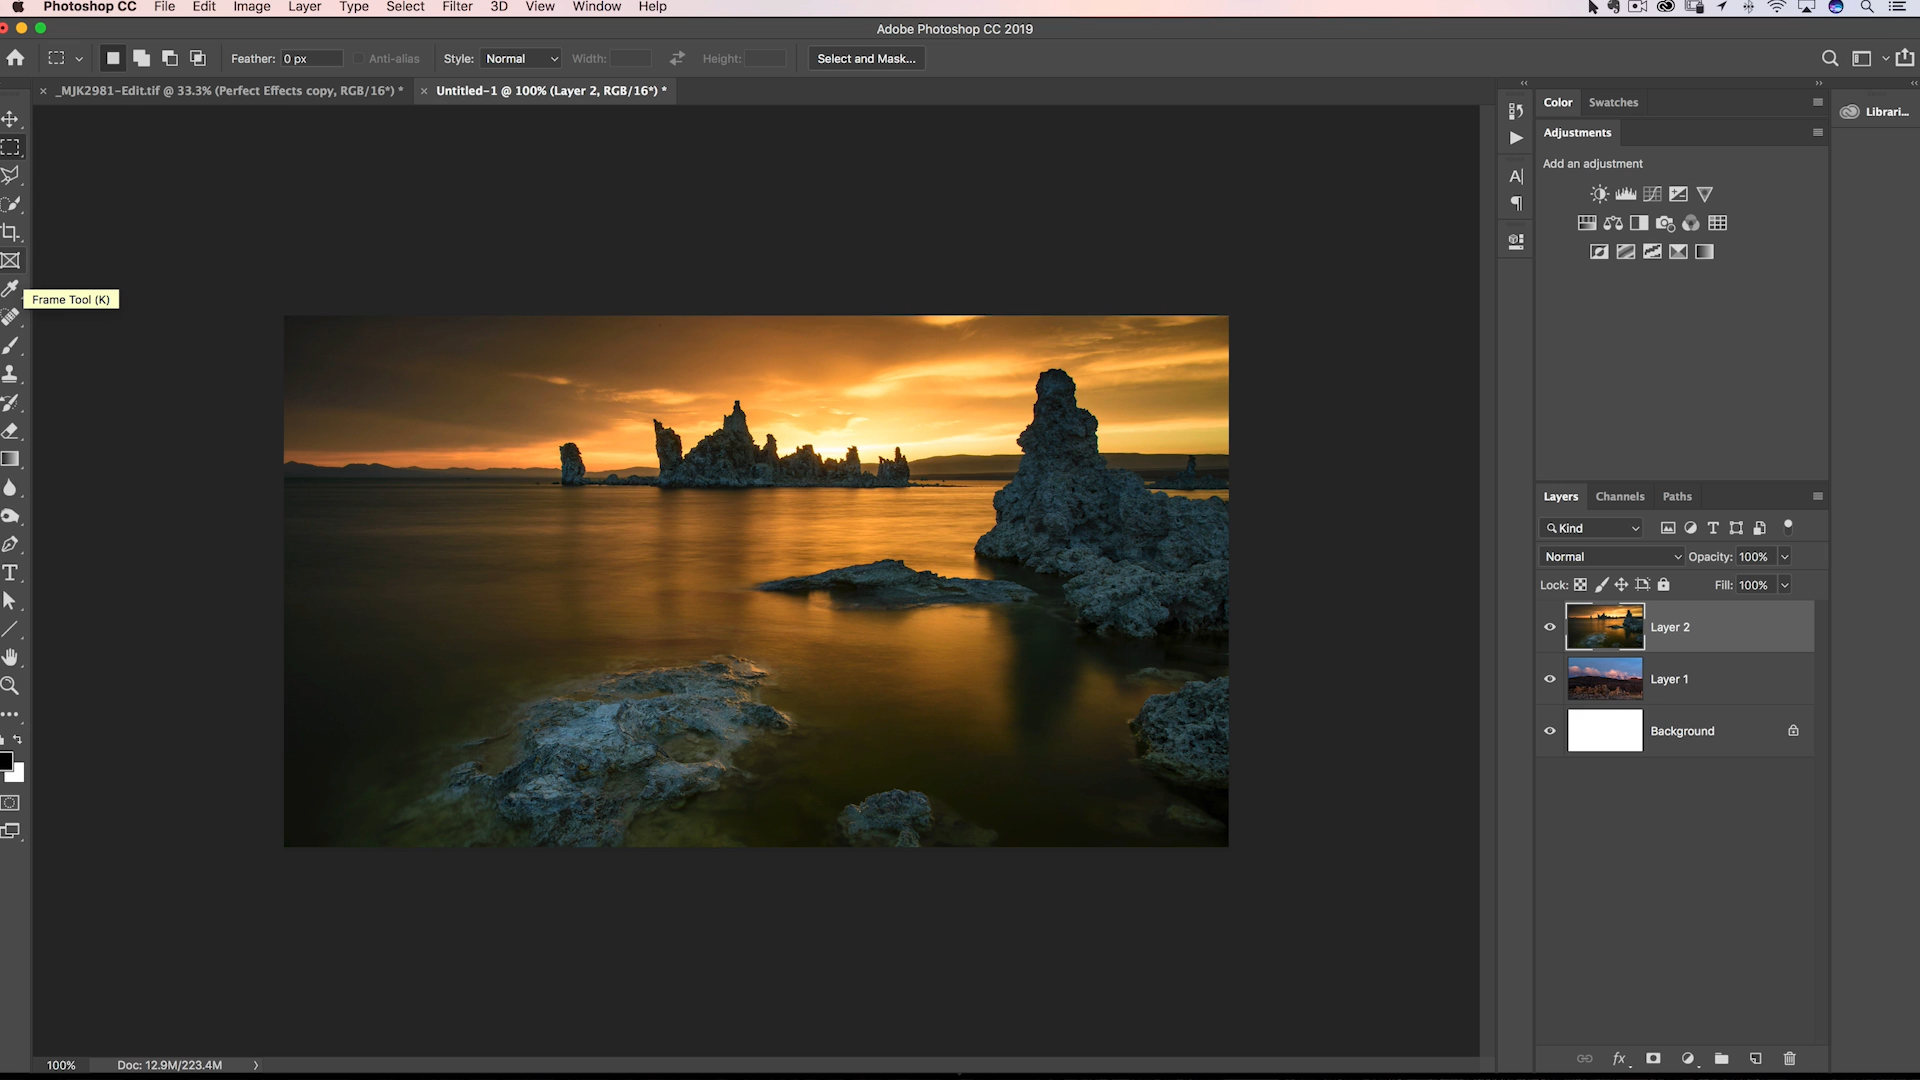 Photoshop CC File Edit Image Layer Type Select Filter 3D View Window Help
Adobe Photoshop CC 2019
Feather: 0 px Anti-alias Style: Normal Width: Height: Select and Mask...
× _MJK2981-Edit.tif @ 33.3% (Perfect Effects copy, RGB/16*) * × Untitled-1 @ 100% (Layer 2, RGB/16*) *
Color Swatches
Librari...
Adjustments
Add an adjustment
Frame Tool (K)
Layers Channels Paths
Kind
Normal Opacity: 100%
Lock: Fill: 100%
Layer 2
Layer 1
Background
100% Doc: 12.9M/223.4M